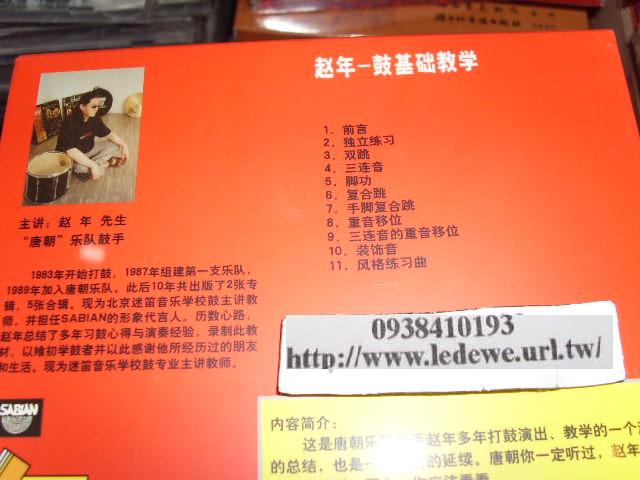 赵年-鼓基础教学
1. 前言
2. 独立练习
3. 双跳
4. 三连音
5. 脚功
6. 复合跳
7. 手脚复合跳
8. 重音移位
9. 三连音的重音移位
10. 装饰音
11. 风格练习曲
主讲: 赵 年 先生
“唐朝”乐队鼓手
1983年开始打鼓, 1987年组建第一支乐队,
1989年加入唐朝乐队。此后10年共出版了2张专
辑, 5张合辑。现为北京迷笛音乐学校鼓主讲教
师, 并担任SABIAN的形象代言人。历数心路,
赵年总结了多年习鼓心得与演奏经验, 录制此教
材, 以飨初学鼓者并以此感谢他所经历过的朋友
和生活。现为迷笛音乐学校鼓专业主讲教师。
0938410193
http://www.ledewe.url.tw/
SABIAN
内容简介:
这是唐朝乐 赵年多年打鼓演出、教学的一个
的总结, 也是一 的延续。唐朝你一定听过, 赵年